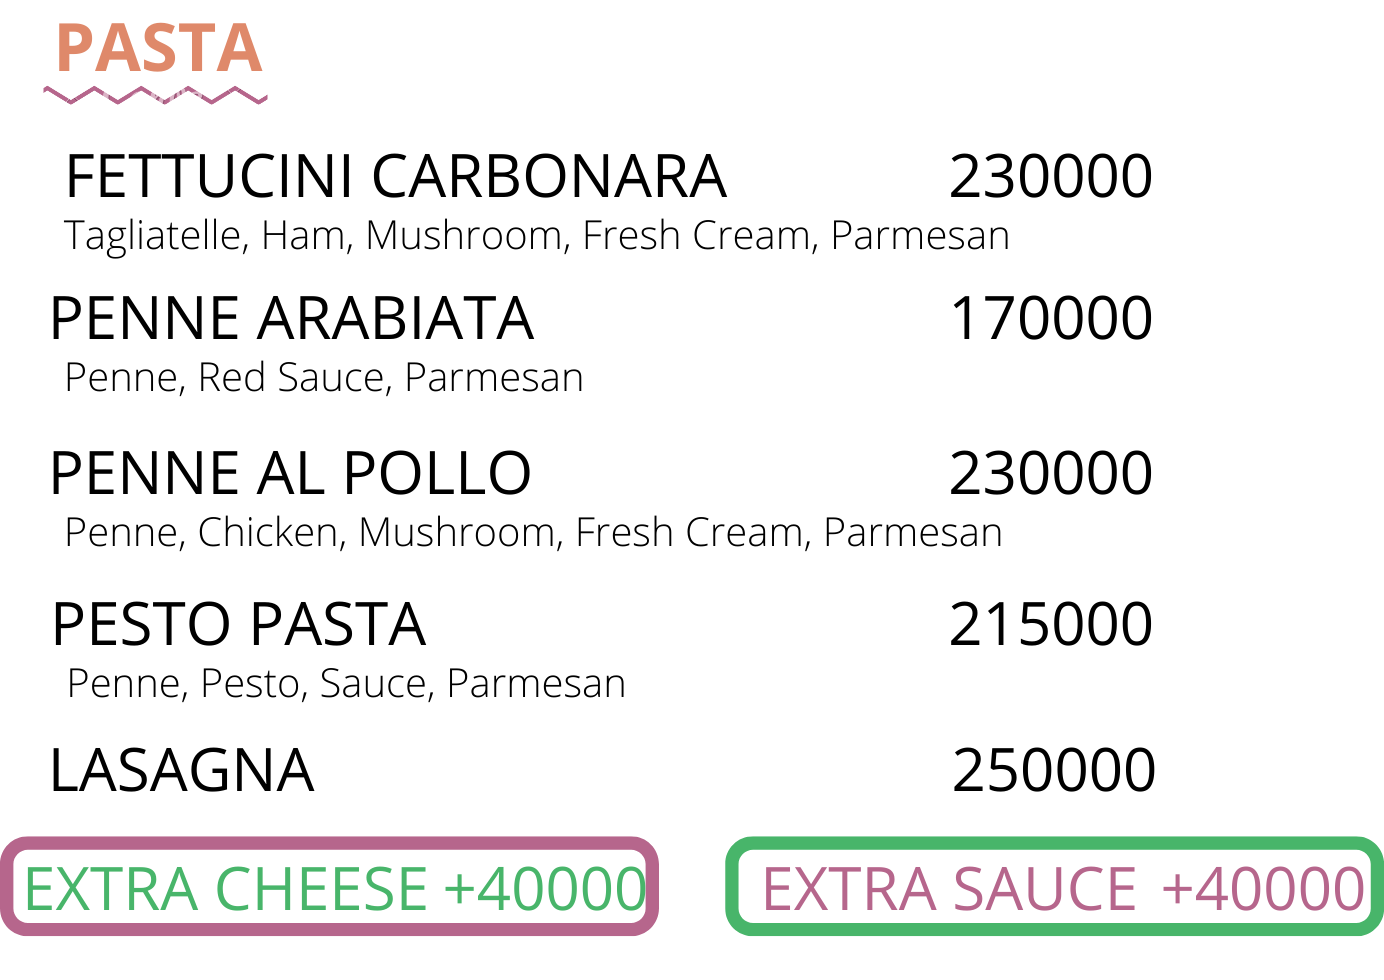 PASTA
FETTUCINI CARBONARA 230000
Tagliatelle, Ham, Mushroom, Fresh Cream, Parmesan
PENNE ARABIATA 170000
Penne, Red Sauce, Parmesan
PENNE AL POLLO 230000
Penne, Chicken, Mushroom, Fresh Cream, Parmesan
PESTO PASTA 215000
Penne, Pesto, Sauce, Parmesan
LASAGNA 250000
EXTRA CHEESE +40000 EXTRA SAUCE +40000